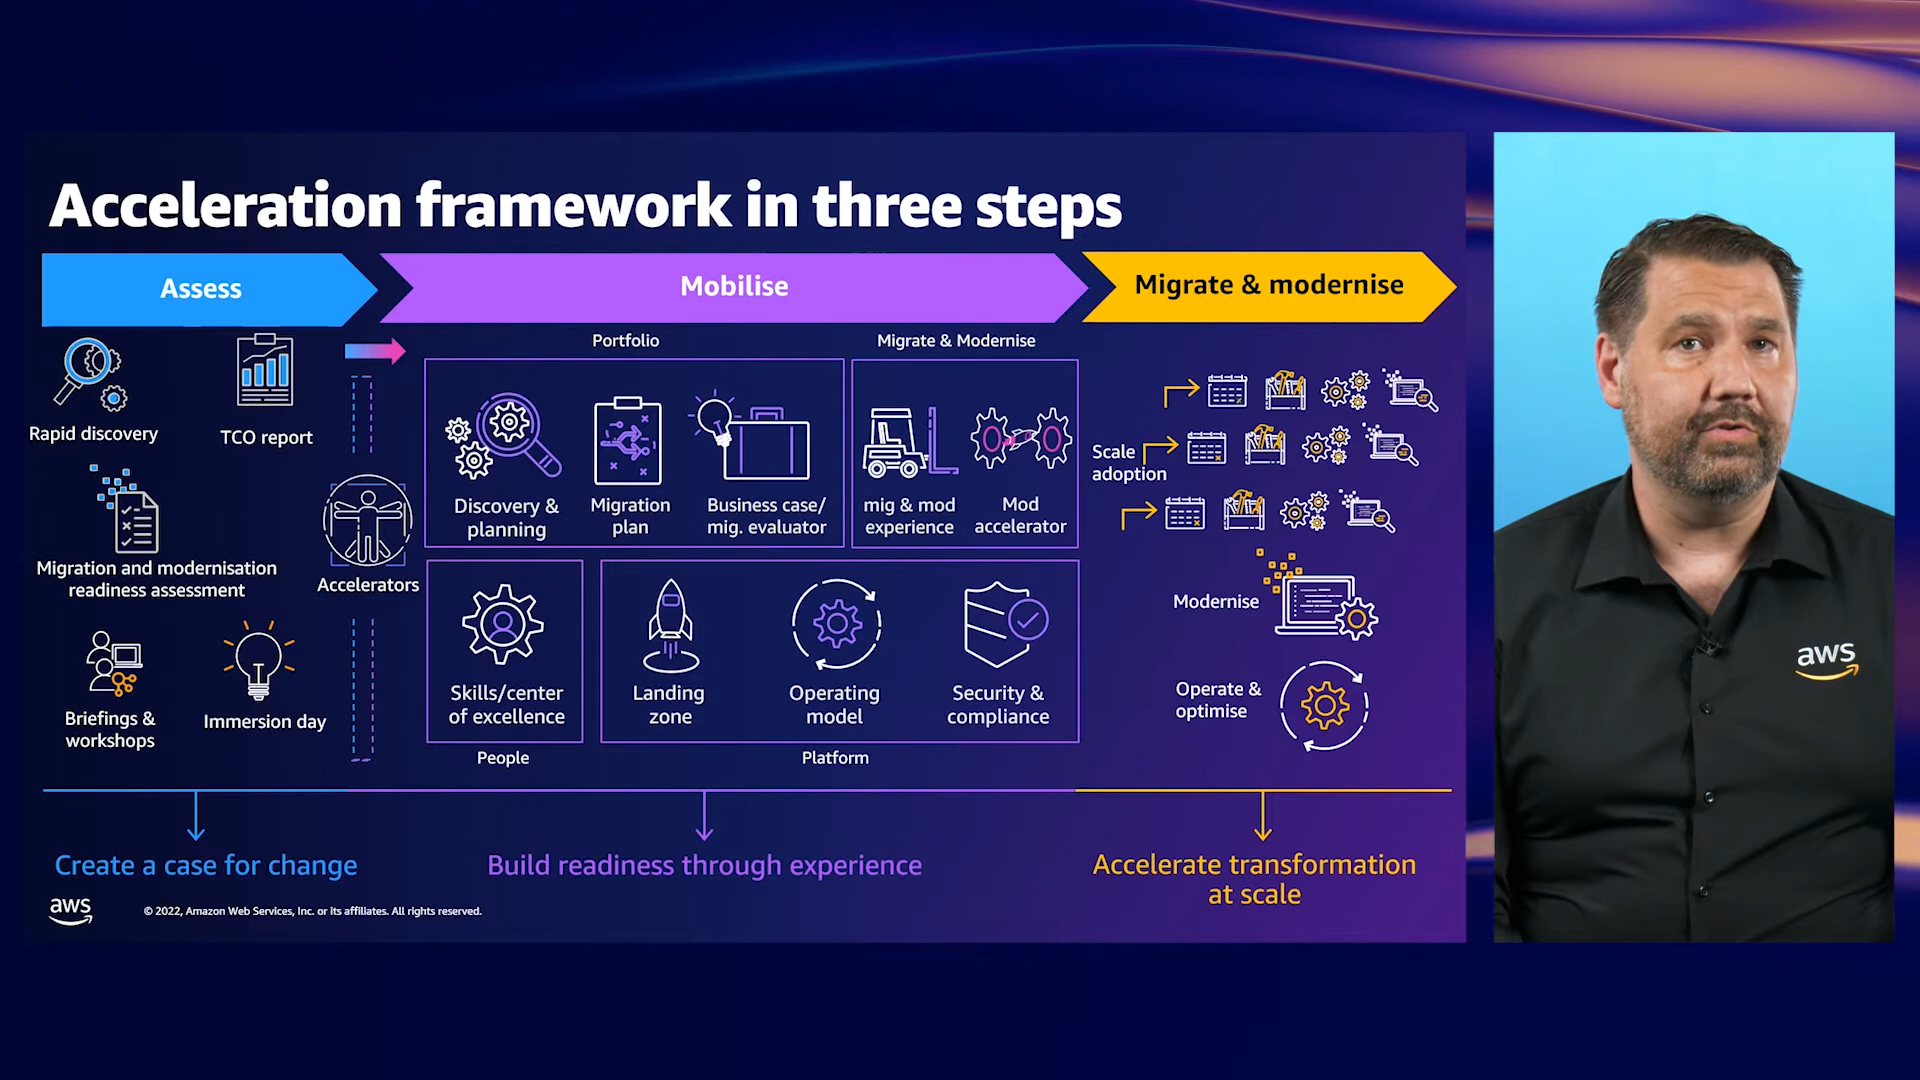 Acceleration framework in three steps
Assess
Mobilise
Migrate & modernise
Rapid discovery
TCO report
Migration and modernisation
readiness assessment
Briefings &
workshops
Immersion day
Accelerators
Portfolio
Discovery &
planning
Migration
plan
Business case/
mig. evaluator
Migrate & Modernise
mig & mod
experience
Mod
accelerator
Skills/center
of excellence
People
Landing
zone
Operating
model
Security &
compliance
Platform
Scale
adoption
Modernise
Operate &
optimise
Create a case for change
Build readiness through experience
Accelerate transformation
at scale
aws
© 2022, Amazon Web Services, Inc. or its affiliates. All rights reserved.
aws